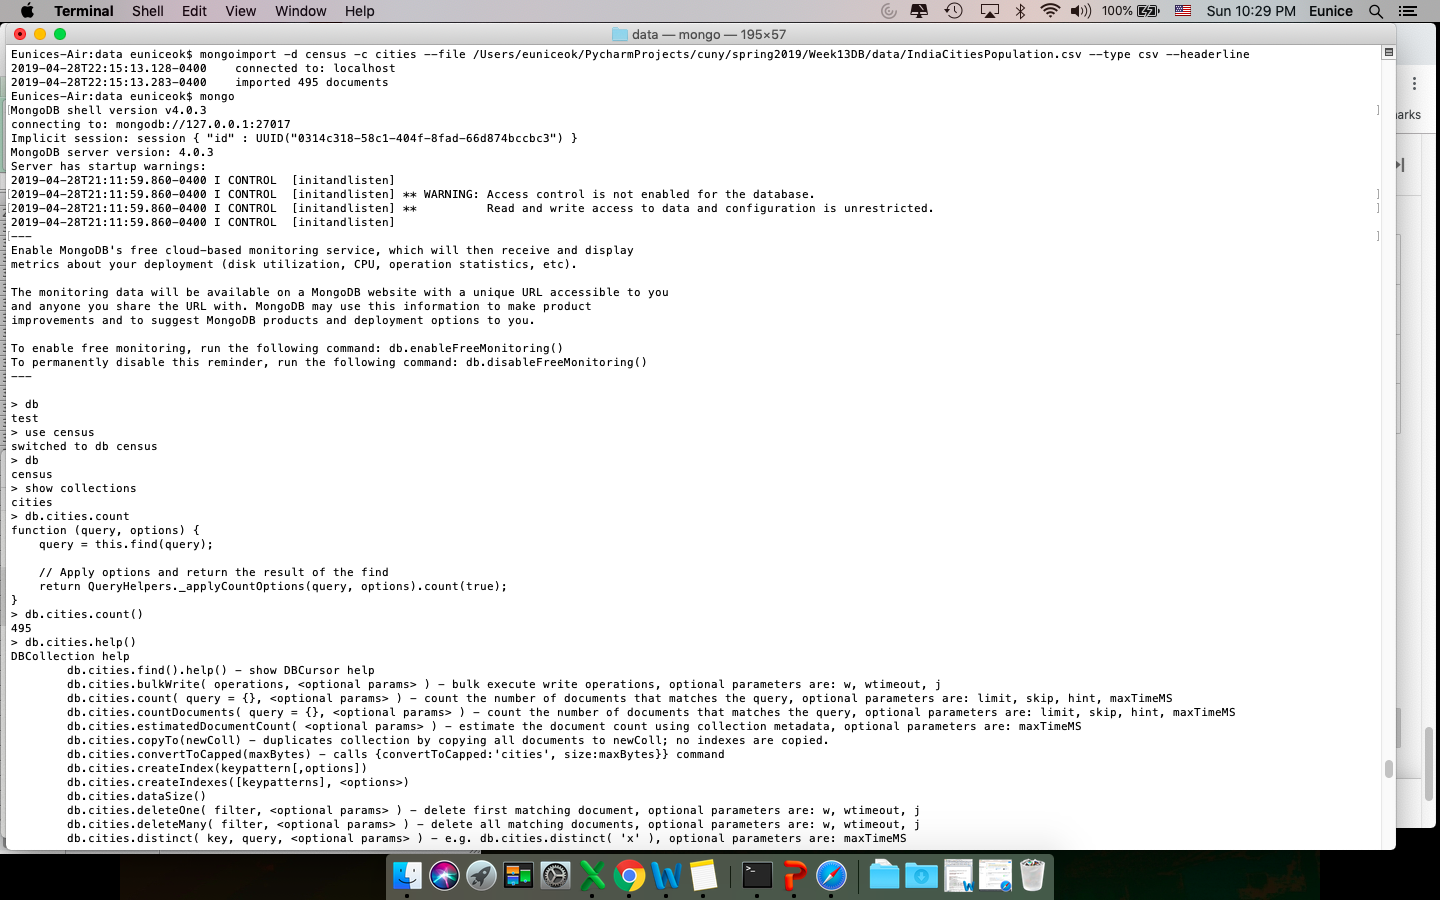 Terminal Shell Edit View Window Help 100% Sun 10:29 PM Eunice
data — mongo — 195×57
Eunices-Air:data euniceok$ mongoimport -d census -c cities --file /Users/euniceok/PycharmProjects/cuny/spring2019/Week13DB/data/IndiaCitiesPopulation.csv --type csv --headerline
2019-04-28T22:15:13.128-0400    connected to: localhost
2019-04-28T22:15:13.283-0400    imported 495 documents
Eunices-Air:data euniceok$ mongo
[MongoDB shell version v4.0.3 ]
connecting to: mongodb://127.0.0.1:27017
arks
Implicit session: session { "id" : UUID("0314c318-58c1-404f-8fad-66d874bccbc3") }
MongoDB server version: 4.0.3
Server has startup warnings:
2019-04-28T21:11:59.860-0400 I CONTROL  [initandlisten]
[2019-04-28T21:11:59.860-0400 I CONTROL  [initandlisten] ** WARNING: Access control is not enabled for the database. ]
[2019-04-28T21:11:59.860-0400 I CONTROL  [initandlisten] **          Read and write access to data and configuration is unrestricted. ]
2019-04-28T21:11:59.860-0400 I CONTROL  [initandlisten]
[--- ]
Enable MongoDB's free cloud-based monitoring service, which will then receive and display
metrics about your deployment (disk utilization, CPU, operation statistics, etc).
The monitoring data will be available on a MongoDB website with a unique URL accessible to you
and anyone you share the URL with. MongoDB may use this information to make product
improvements and to suggest MongoDB products and deployment options to you.
To enable free monitoring, run the following command: db.enableFreeMonitoring()
To permanently disable this reminder, run the following command: db.disableFreeMonitoring()
---
> db
test
> use census
switched to db census
> db
census
> show collections
cities
> db.cities.count
function (query, options) {
    query = this.find(query);
    // Apply options and return the result of the find
    return QueryHelpers._applyCountOptions(query, options).count(true);
}
> db.cities.count()
495
> db.cities.help()
DBCollection help
        db.cities.find().help() - show DBCursor help
        db.cities.bulkWrite( operations, <optional params> ) - bulk execute write operations, optional parameters are: w, wtimeout, j
        db.cities.count( query = {}, <optional params> ) - count the number of documents that matches the query, optional parameters are: limit, skip, hint, maxTimeMS
        db.cities.countDocuments( query = {}, <optional params> ) - count the number of documents that matches the query, optional parameters are: limit, skip, hint, maxTimeMS
        db.cities.estimatedDocumentCount( <optional params> ) - estimate the document count using collection metadata, optional parameters are: maxTimeMS
        db.cities.copyTo(newColl) - duplicates collection by copying all documents to newColl; no indexes are copied.
        db.cities.convertToCapped(maxBytes) - calls {convertToCapped:'cities', size:maxBytes}} command
        db.cities.createIndex(keypattern[,options])
        db.cities.createIndexes([keypatterns], <options>)
        db.cities.dataSize()
        db.cities.deleteOne( filter, <optional params> ) - delete first matching document, optional parameters are: w, wtimeout, j
        db.cities.deleteMany( filter, <optional params> ) - delete all matching documents, optional parameters are: w, wtimeout, j
        db.cities.distinct( key, query, <optional params> ) - e.g. db.cities.distinct( 'x' ), optional parameters are: maxTimeMS